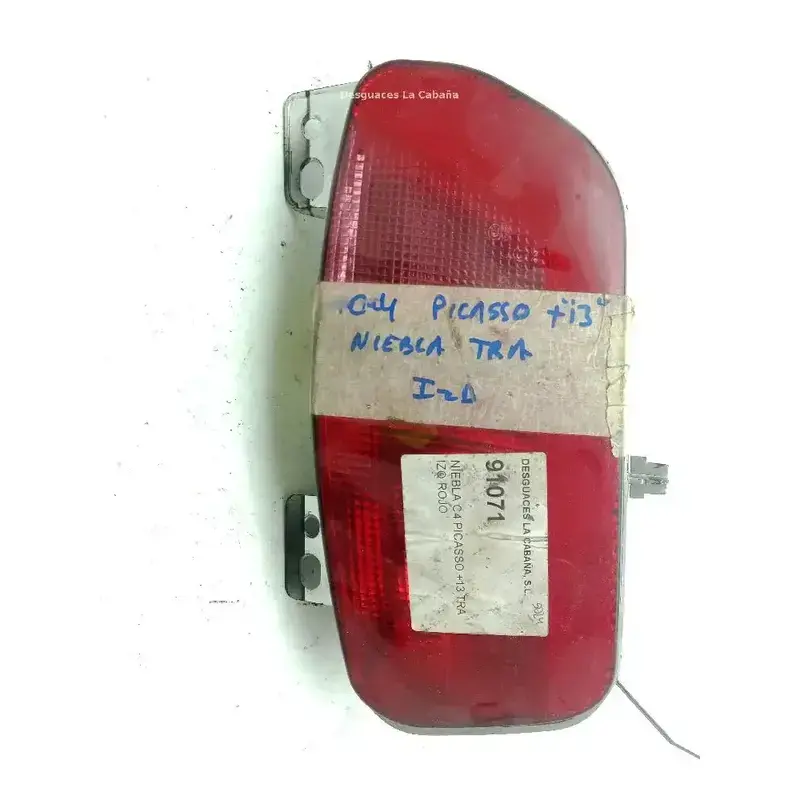 Desguaces La Cabaña
C4 PICASSO +"13"
NIEBLA TRA
IzD
DESGUACES LA CABAÑA, S.L.
91071
NIEBLA C4 PICASSO +13 TRA
IZQ ROJO